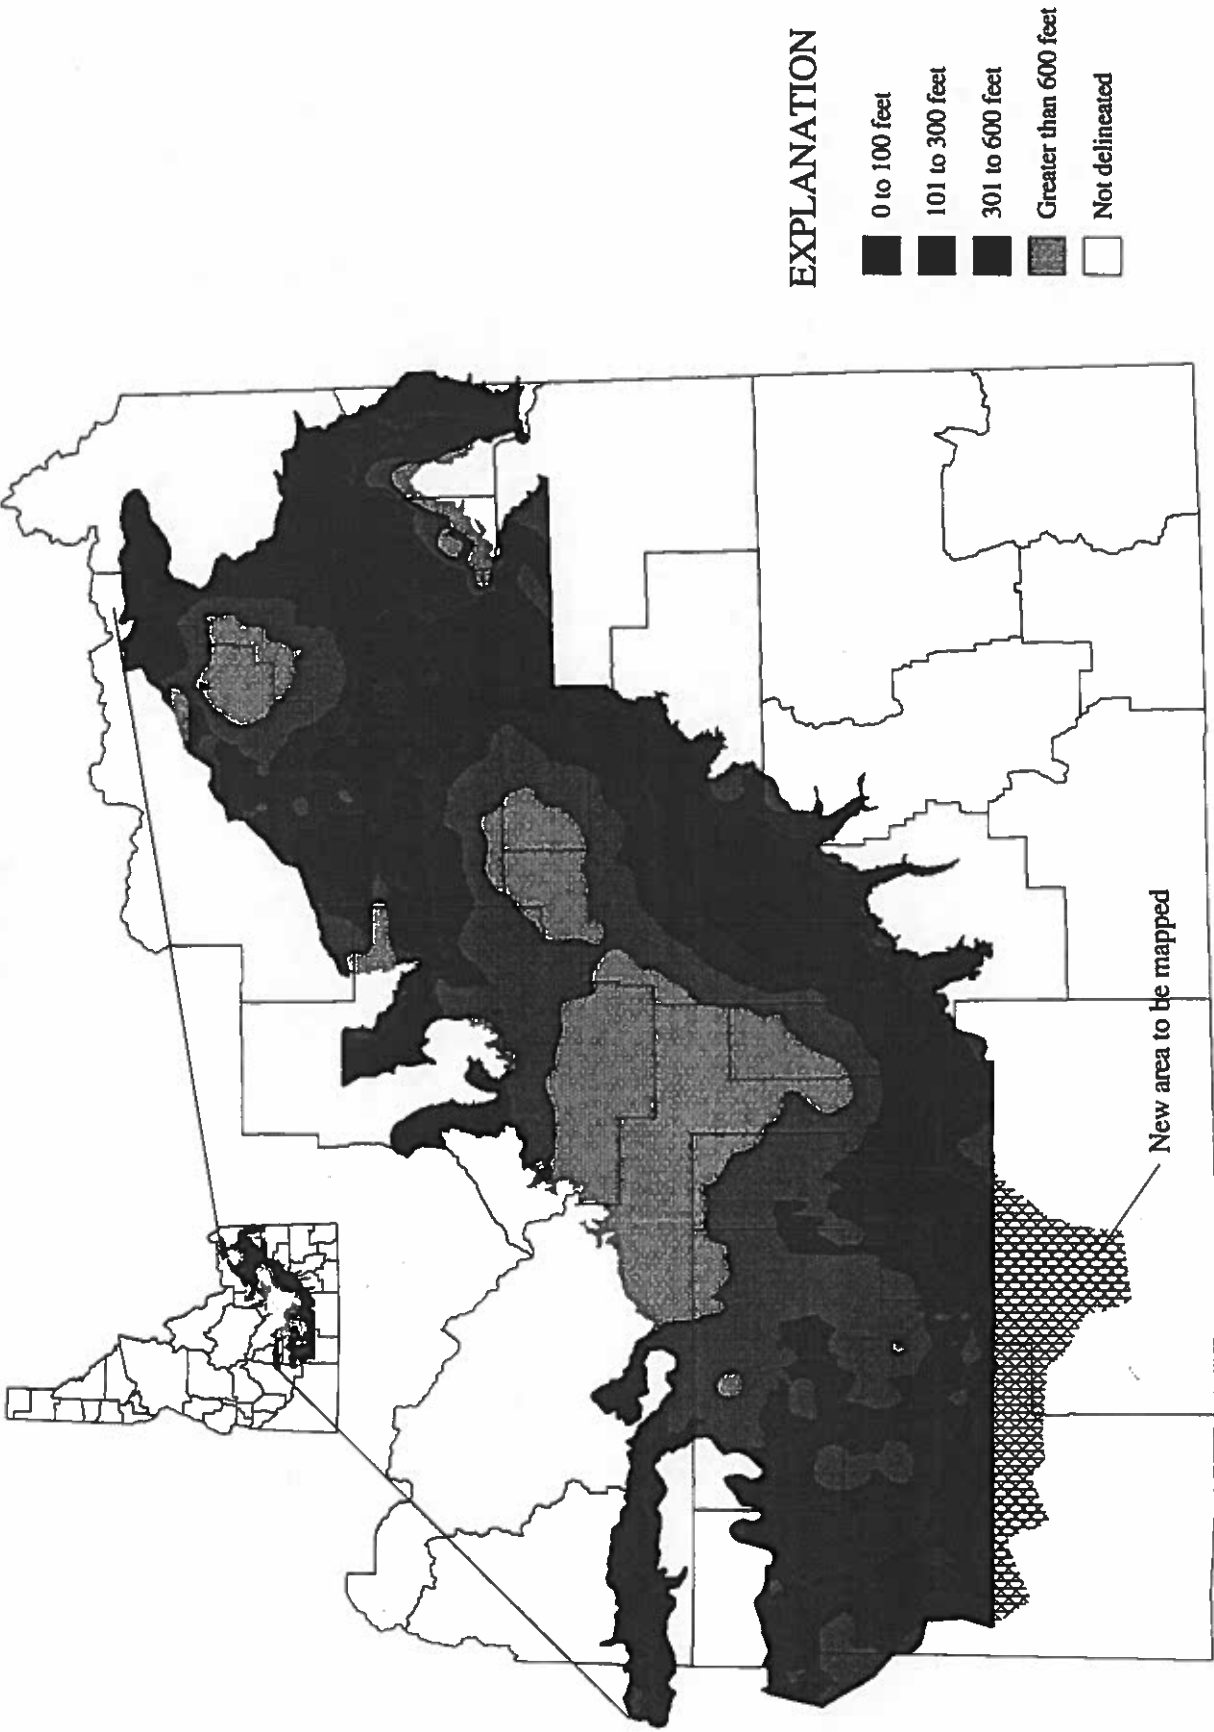 EXPLANATION
0 to 100 feet
101 to 300 feet
301 to 600 feet
Greater than 600 feet
Not delineated
New area to be mapped